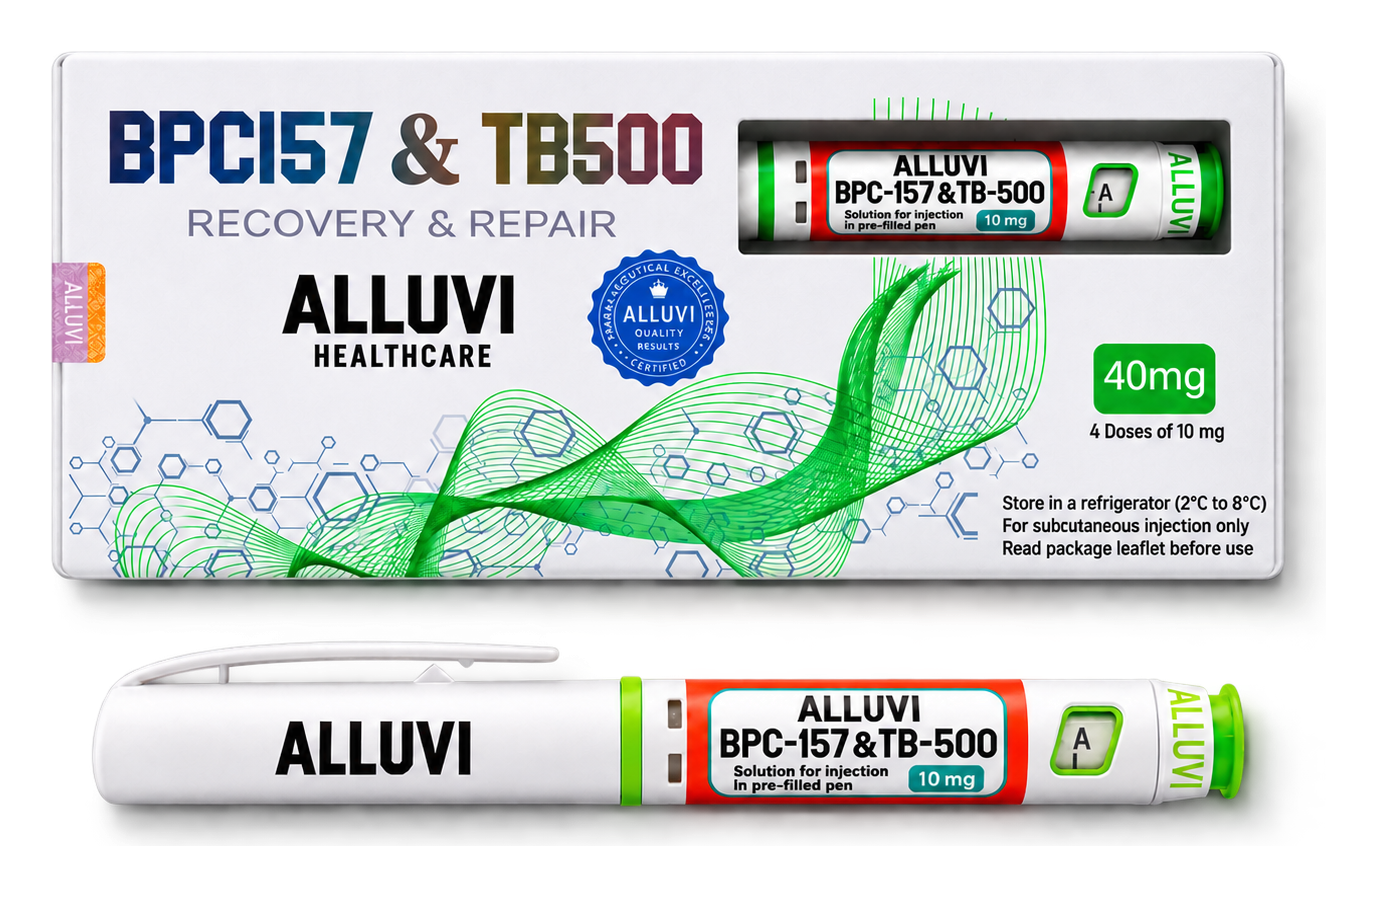 BPC157 & TB500
RECOVERY & REPAIR
ALLUVI
HEALTHCARE
ALLUVI
ALLUVI
QUALITY
RESULTS
CERTIFIED
ALLUVI
BPC-157 & TB-500
Solution for injection
in pre-filled pen
10 mg
A
ALLUVI
40mg
4 Doses of 10 mg
Store in a refrigerator (2°C to 8°C)
For subcutaneous injection only
Read package leaflet before use
ALLUVI
ALLUVI
BPC-157 & TB-500
Solution for injection
in pre-filled pen
10 mg
A
ALLUVI